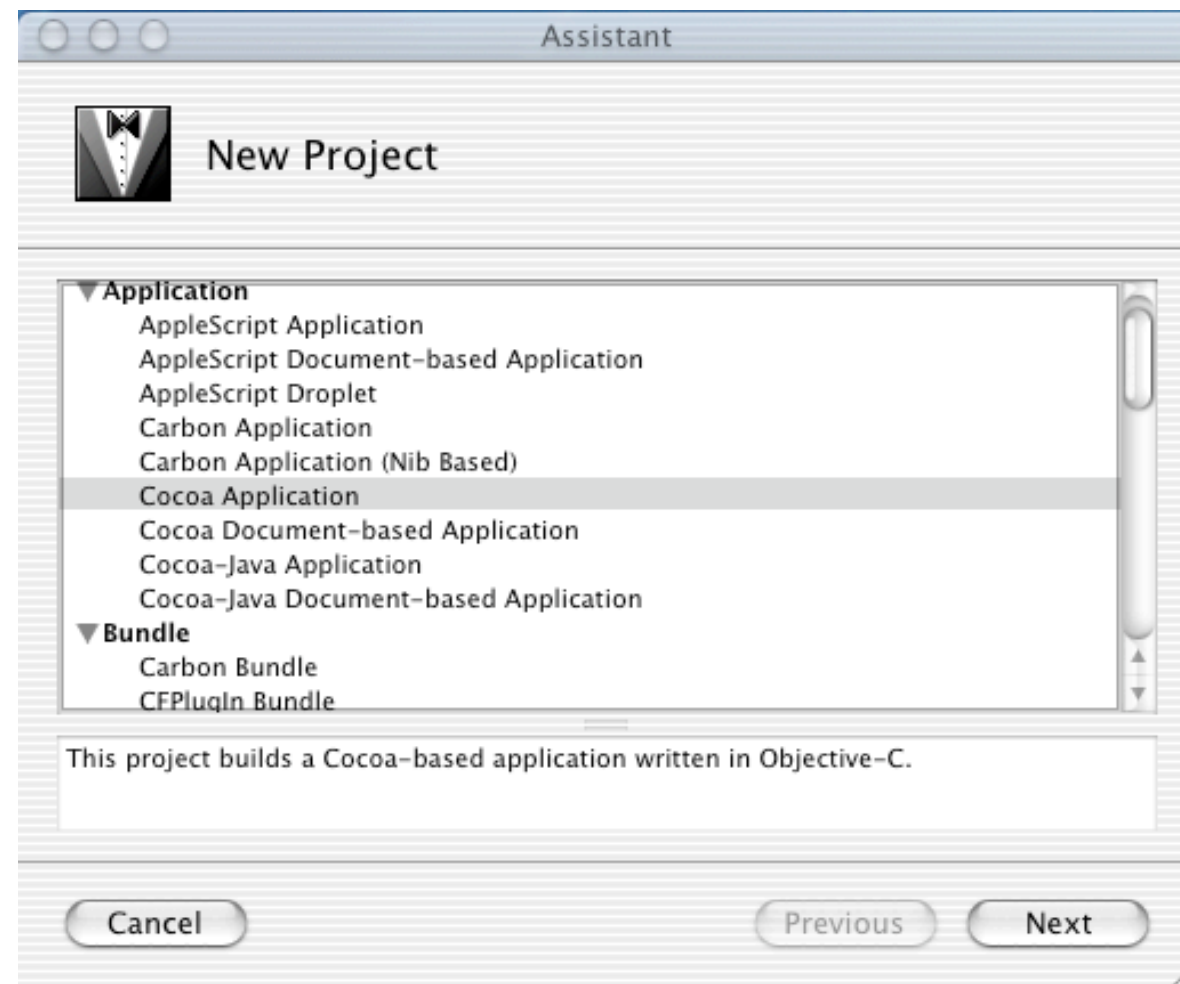 Assistant
New Project
Application
AppleScript Application
AppleScript Document-based Application
AppleScript Droplet
Carbon Application
Carbon Application (Nib Based)
Cocoa Application
Cocoa Document-based Application
Cocoa-Java Application
Cocoa-Java Document-based Application
Bundle
Carbon Bundle
CFPlugIn Bundle
This project builds a Cocoa-based application written in Objective-C.
Cancel
Previous
Next